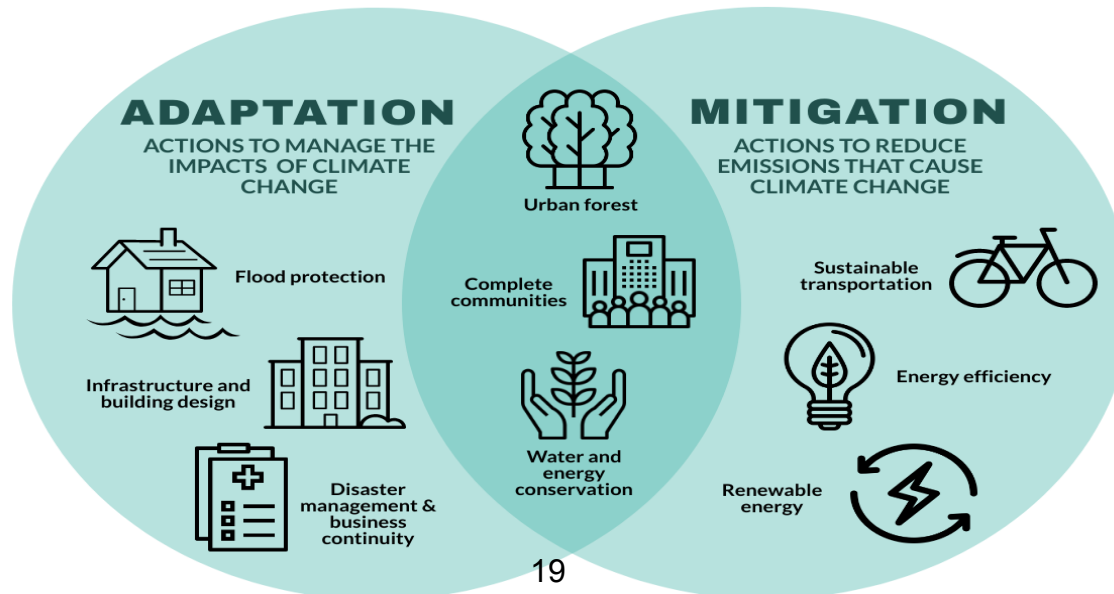 ADAPTATION
ACTIONS TO MANAGE THE
IMPACTS OF CLIMATE
CHANGE
Flood protection
Infrastructure and
building design
Disaster
management &
business
continuity
Urban forest
Complete
communities
Water and
energy
conservation
MITIGATION
ACTIONS TO REDUCE
EMISSIONS THAT CAUSE
CLIMATE CHANGE
Sustainable
transportation
Energy efficiency
Renewable
energy
19